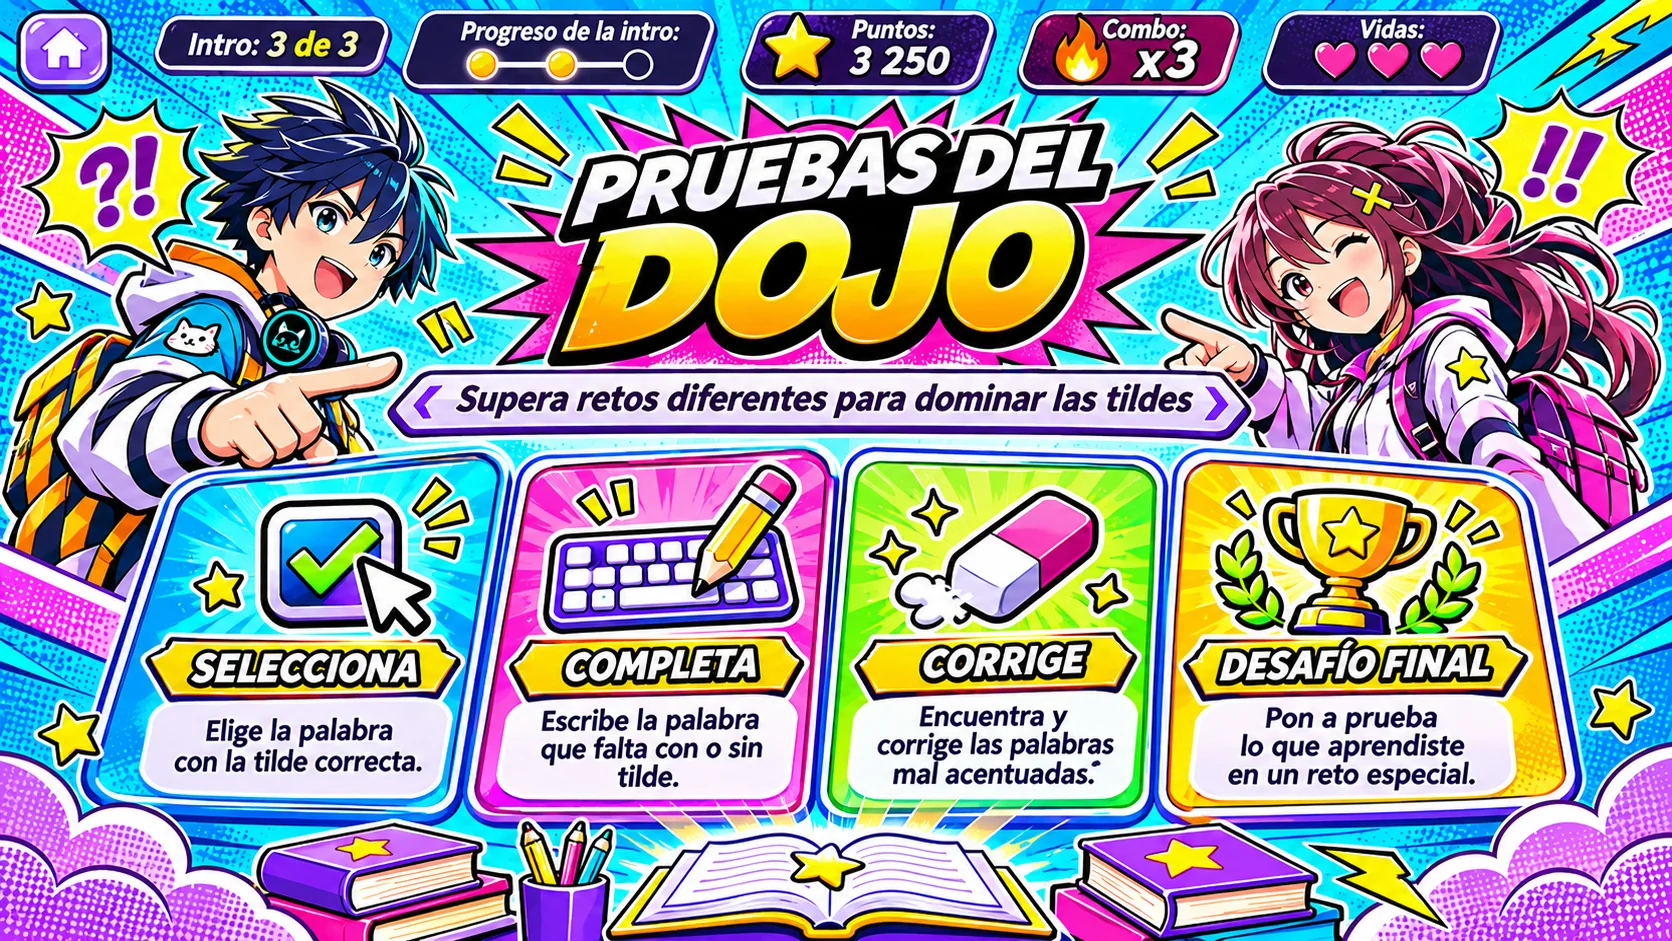 Intro: 3 de 3
Progreso de la intro:
Puntos:
3 250
Combo:
x3
Vidas:
?!
!!
PRUEBAS DEL
DOJO
Supera retos diferentes para dominar las tildes
SELECCIONA
Elige la palabra
con la tilde correcta.
COMPLETA
Escribe la palabra
que falta con o sin
tilde.
CORRIGE
Encuentra y
corrige las palabras
mal acentuadas.
DESAFÍO FINAL
Pon a prueba
lo que aprendiste
en un reto especial.